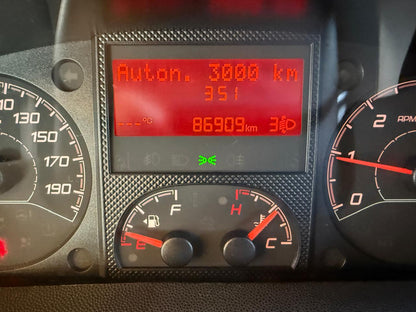 Auton. 3000 km
351
---°C 86909km 3
110
130
150
170
190
F
E
H
C
2
1
0
RPM